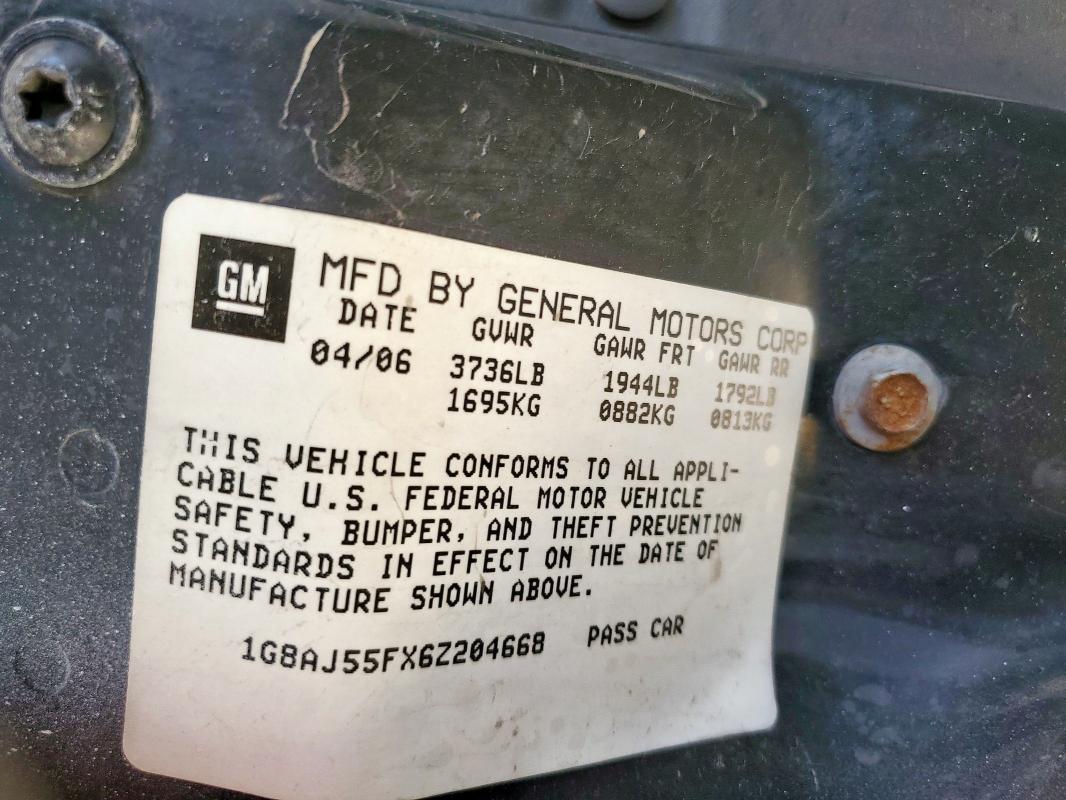 GM
MFD BY GENERAL MOTORS CORP
DATE GVWR GAWR FRT GAWR RR
04/06 3736LB 1944LB 1792LB
1695KG 0882KG 0813KG
THIS VEHICLE CONFORMS TO ALL APPLI-
CABLE U.S. FEDERAL MOTOR VEHICLE
SAFETY, BUMPER, AND THEFT PREVENTION
STANDARDS IN EFFECT ON THE DATE OF
MANUFACTURE SHOWN ABOVE.
1G8AJ55FX6Z204668 PASS CAR